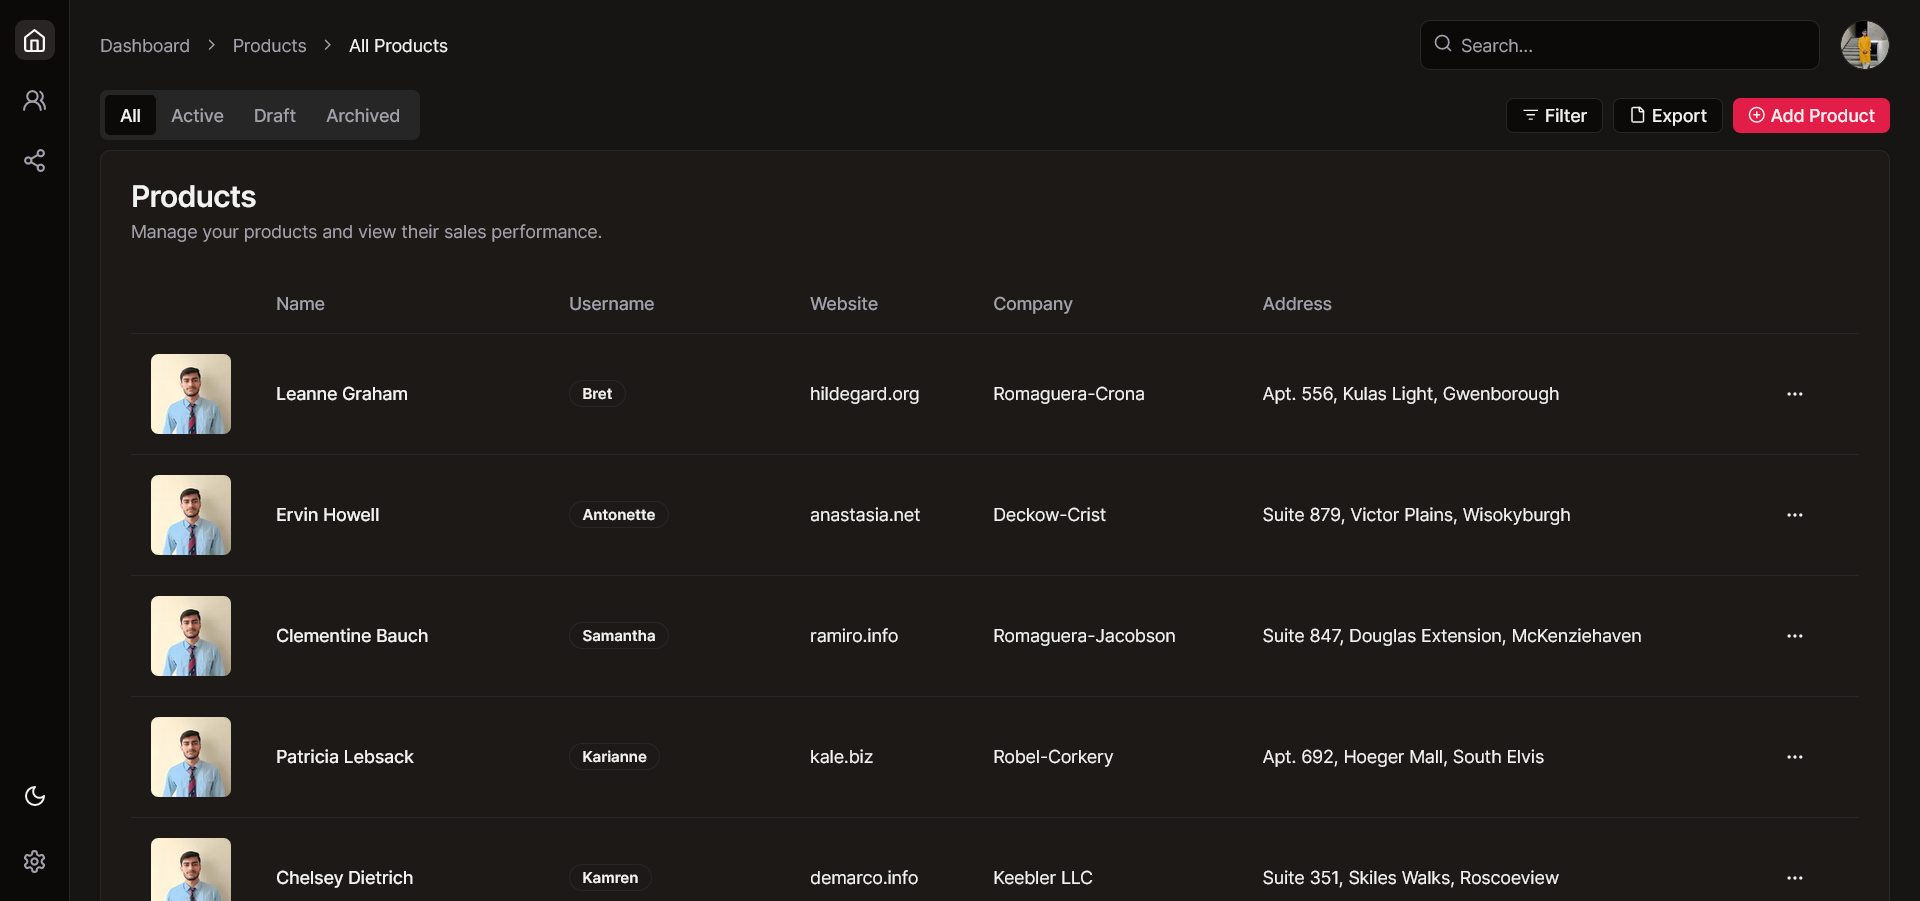 Dashboard > Products > All Products
Search...
All Active Draft Archived
Filter Export Add Product
Products
Manage your products and view their sales performance.
Name Username Website Company Address
Leanne Graham Bret hildegard.org Romaguera-Crona Apt. 556, Kulas Light, Gwenborough
Ervin Howell Antonette anastasia.net Deckow-Crist Suite 879, Victor Plains, Wisokyburgh
Clementine Bauch Samantha ramiro.info Romaguera-Jacobson Suite 847, Douglas Extension, McKenziehaven
Patricia Lebsack Karianne kale.biz Robel-Corkery Apt. 692, Hoeger Mall, South Elvis
Chelsey Dietrich Kamren demarco.info Keebler LLC Suite 351, Skiles Walks, Roscoeview